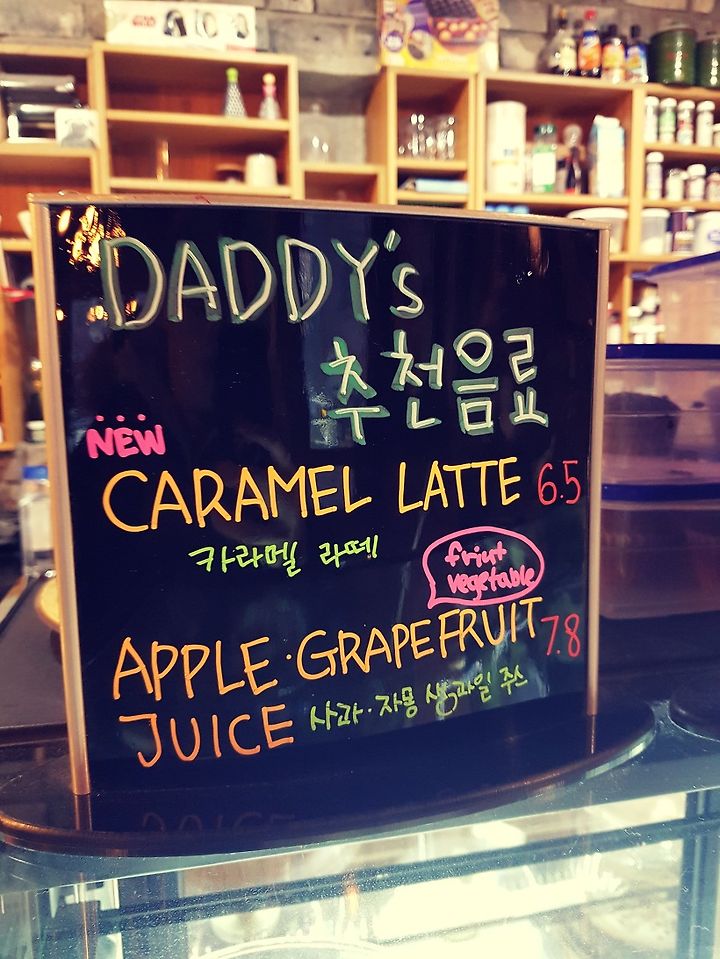 DADDY's
추천음료
NEW
CARAMEL LATTE 6.5
카라멜 라떼
friut
vegetable
APPLE·GRAPEFRUIT 7.8
JUICE 사과·자몽 생과일 주스